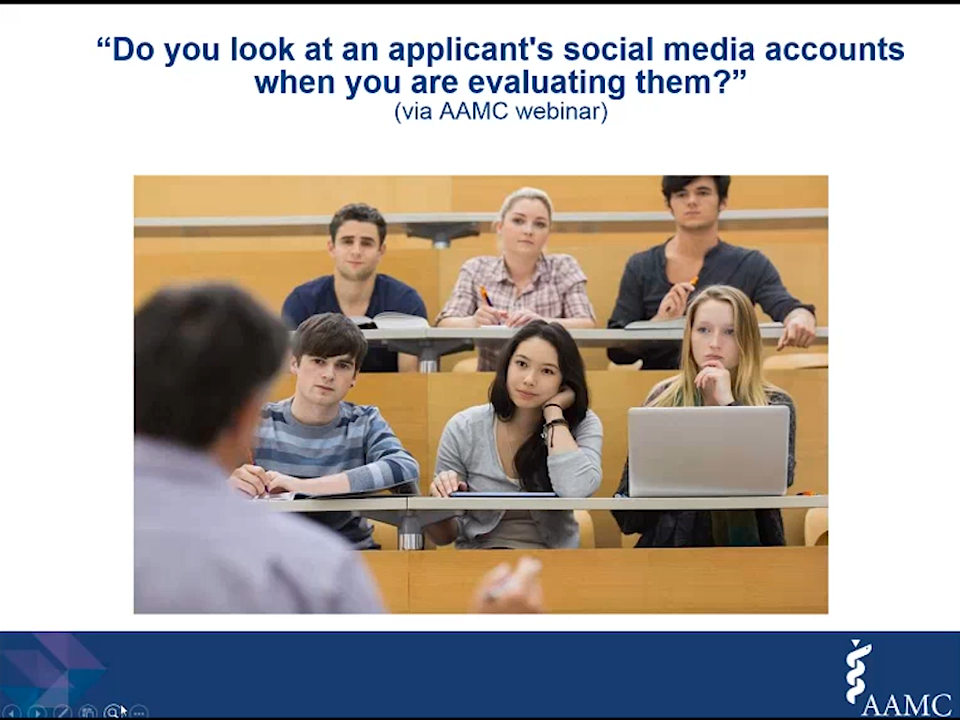 “Do you look at an applicant's social media accounts
when you are evaluating them?”
(via AAMC webinar)
AAMC